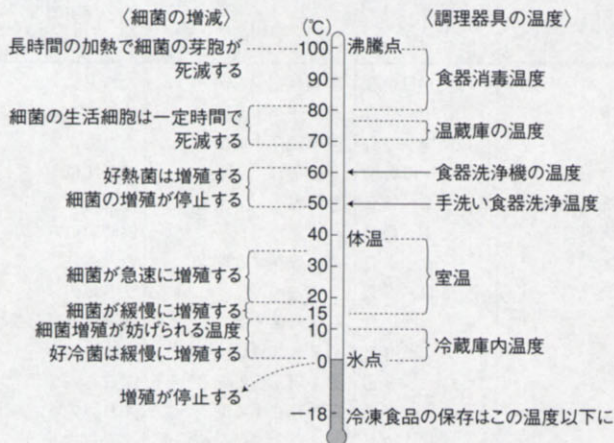 〈細菌の増減〉
(℃)
〈調理器具の温度〉
長時間の加熱で細菌の芽胞が
死滅する
100
沸騰点
90
食器消毒温度
80
細菌の生活細胞は一定時間で
死滅する
70
温蔵庫の温度
好熱菌は増殖する
60
食器洗浄機の温度
細菌の増殖が停止する
50
手洗い食器洗浄温度
40
体温
細菌が急速に増殖する
30
室温
20
細菌が緩慢に増殖する
15
細菌増殖が妨げられる温度
10
好冷菌は緩慢に増殖する
冷蔵庫内温度
0
氷点
増殖が停止する
−18
冷凍食品の保存はこの温度以下に